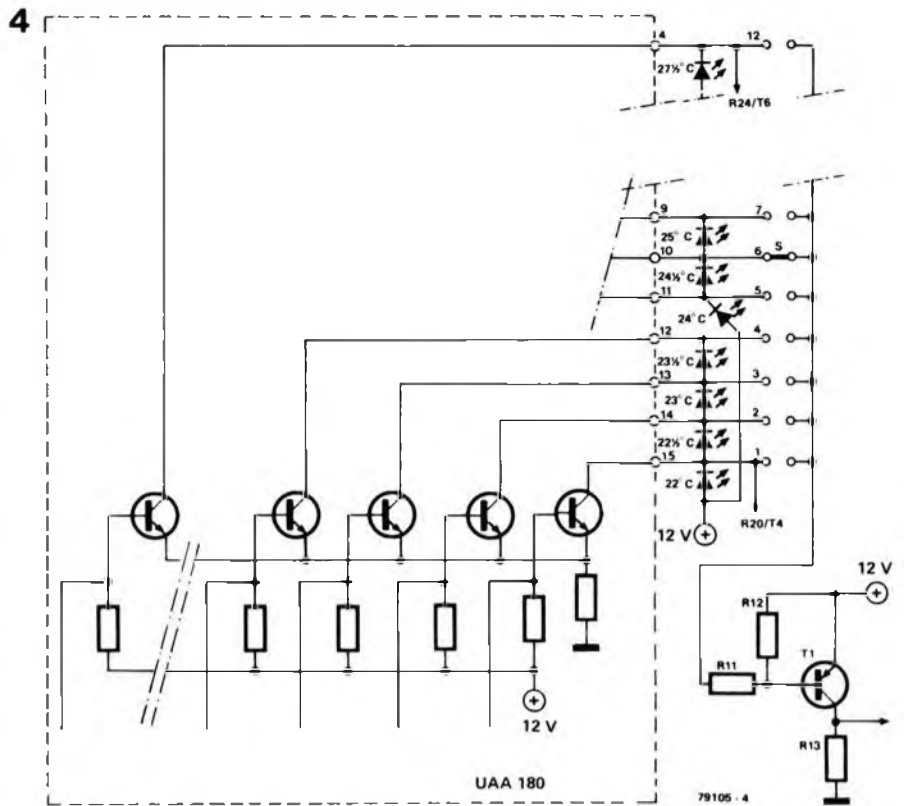 4
4
12
27½° C
R24/T6
9
7
25° C
10
6
S
24½° C
11
5
24° C
12
4
23½° C
13
3
23° C
14
2
22½° C
15
1
22° C
12 V
R20/T4
12 V
R12
R11
T1
R13
12 V
UAA 180
79105 - 4